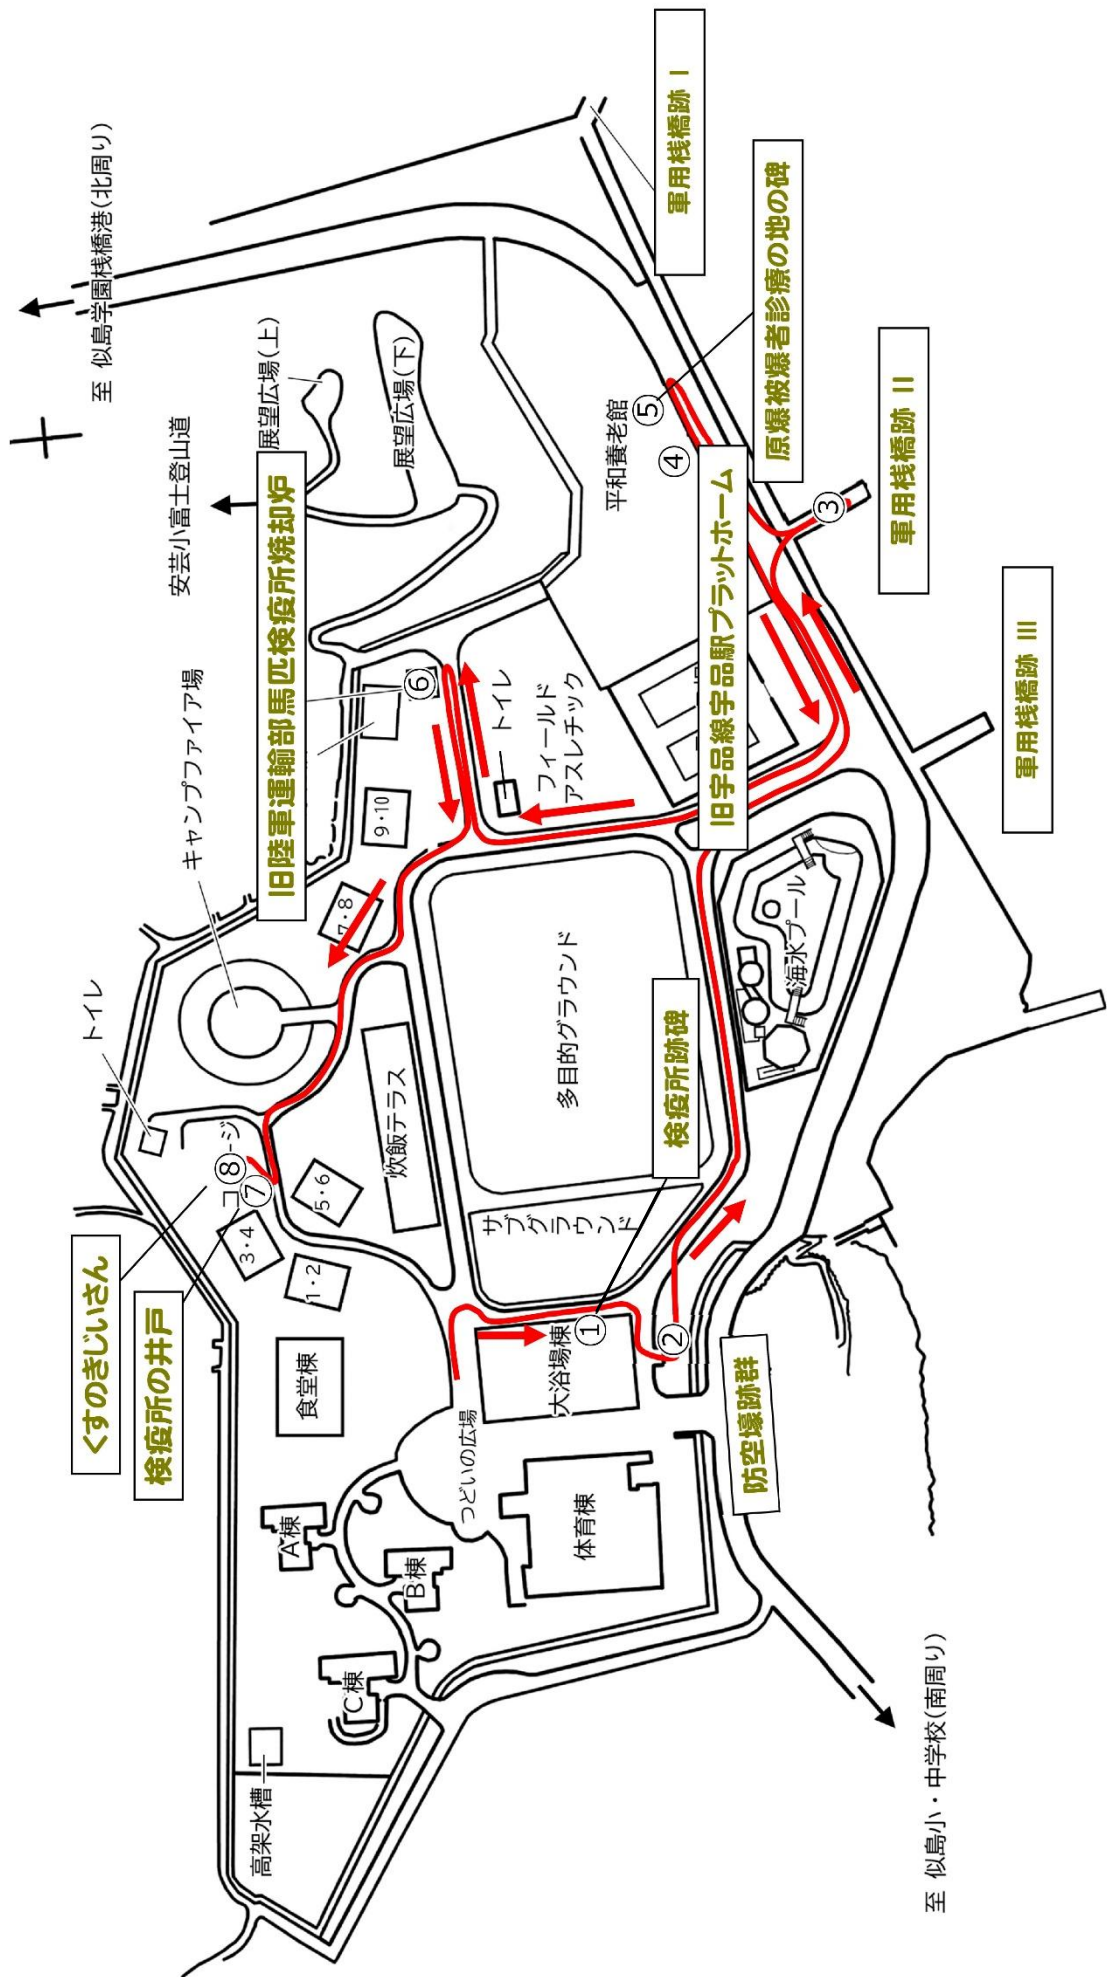 至 似島学園桟橋港(北周り)
軍用桟橋跡 Ⅰ
原爆被爆者診療の地の碑
展望広場(上)
展望広場(下)
安芸小富士登山道
平和養老館
⑤
④
③
軍用桟橋跡 Ⅱ
旧陸軍運輸部馬匹検疫所焼却炉
旧宇品線宇品駅プラットホーム
軍用桟橋跡 Ⅲ
⑥
トイレ
フィールド
アスレチック
キャンプファイア場
9・10
7・8
トイレ
多目的グラウンド
海水プール
検疫所跡碑
炊飯テラス
サブグラウンド
⑧
⑦
コ
ージ
5・6
3・4
1・2
くすのきじいさん
検疫所の井戸
①
②
大浴場棟
食堂棟
防空壕跡群
つどいの広場
体育棟
A棟
B棟
C棟
高架水槽
至 似島小・中学校(南周り)